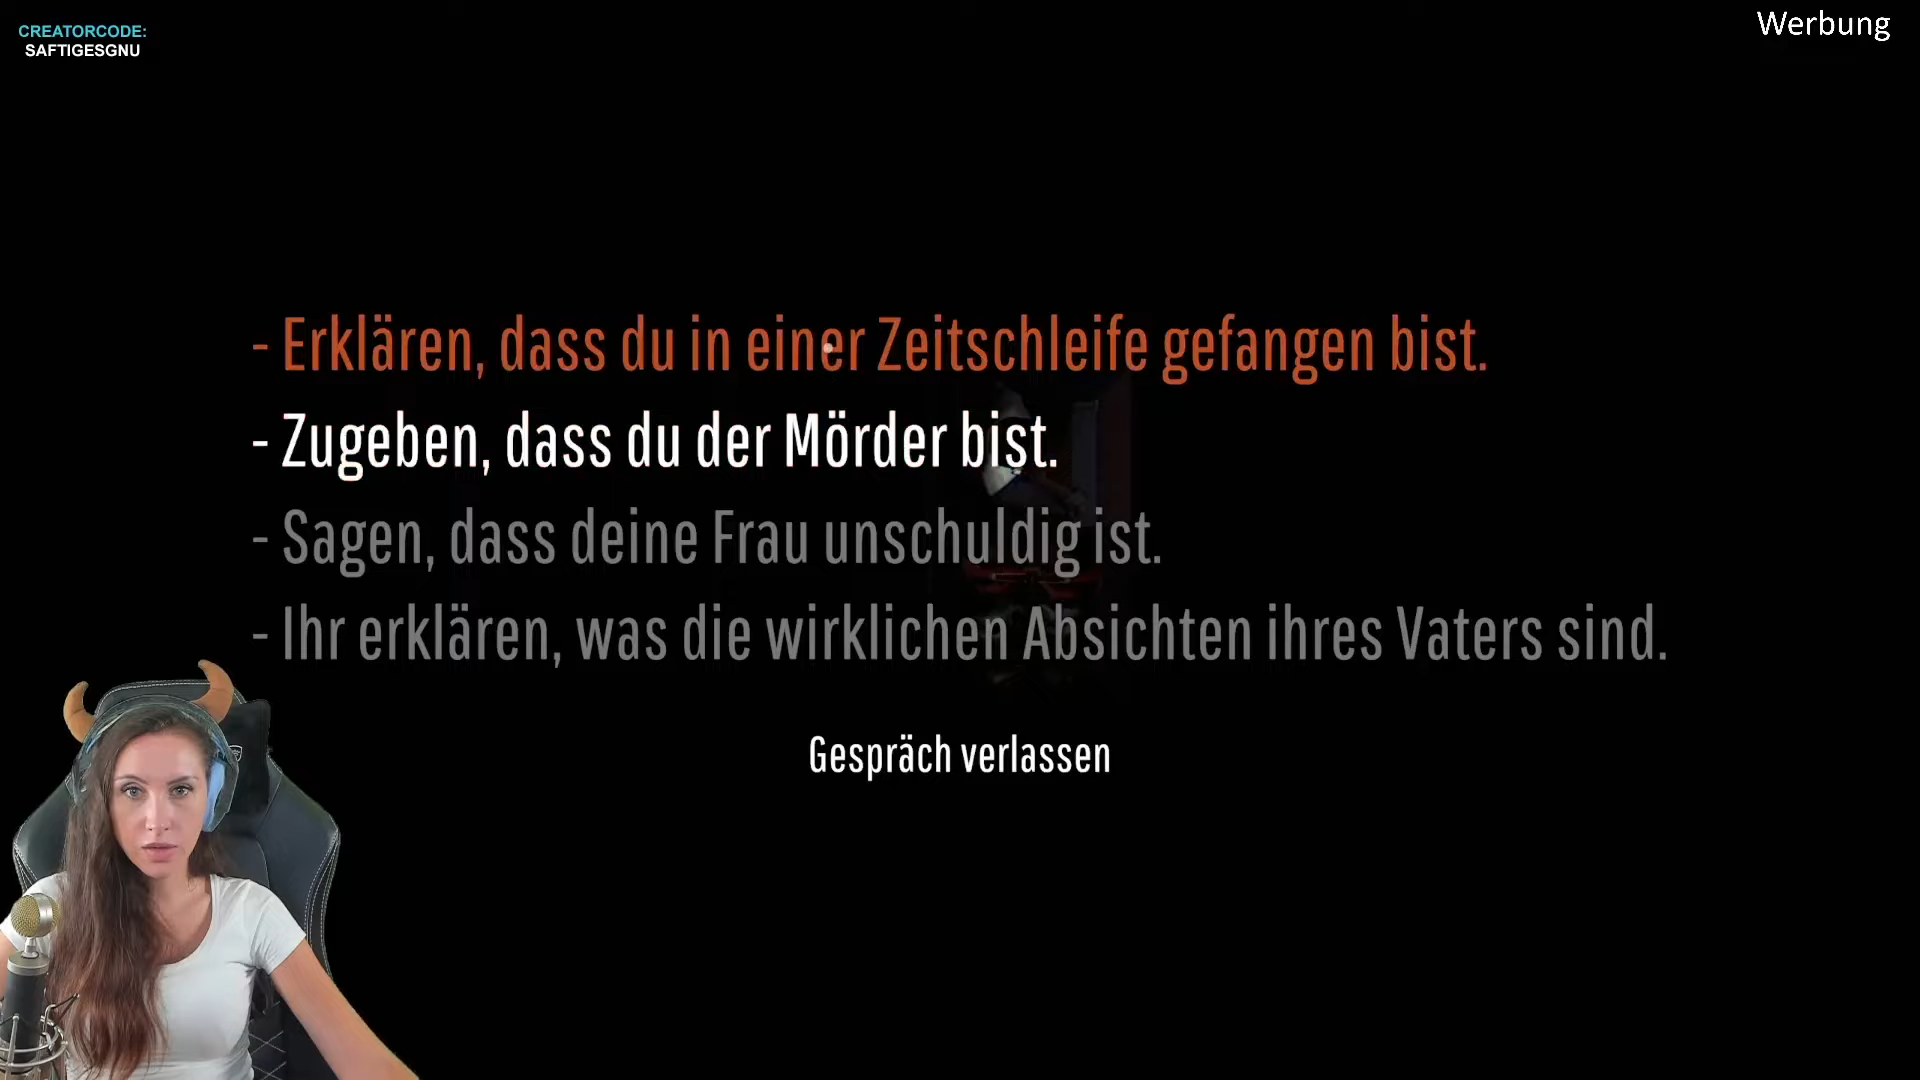 CREATORCODE:
SAFTIGESGNU
Werbung
- Erklären, dass du in einer Zeitschleife gefangen bist.
- Zugeben, dass du der Mörder bist.
- Sagen, dass deine Frau unschuldig ist.
- Ihr erklären, was die wirklichen Absichten ihres Vaters sind.
Gespräch verlassen